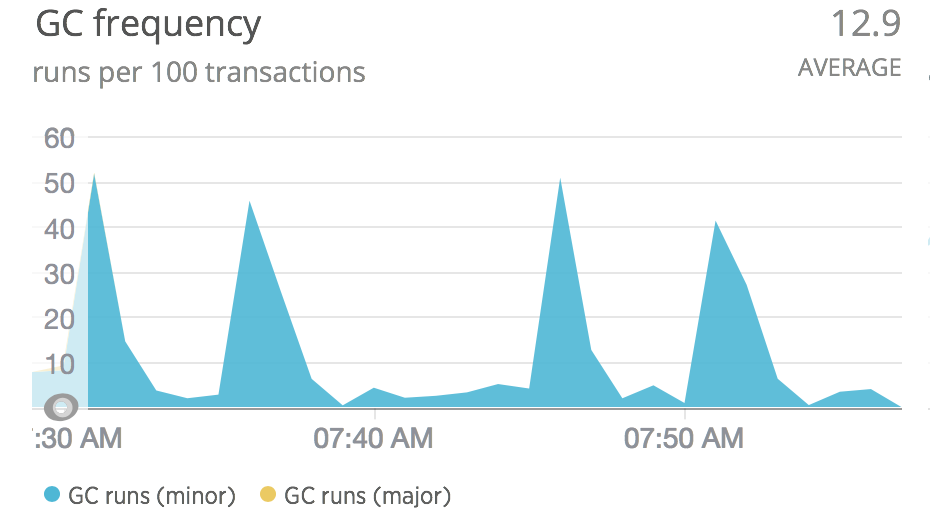 GC frequency
12.9
runs per 100 transactions
AVERAGE
60
50
40
30
20
10
:30 AM
07:40 AM
07:50 AM
GC runs (minor)
GC runs (major)